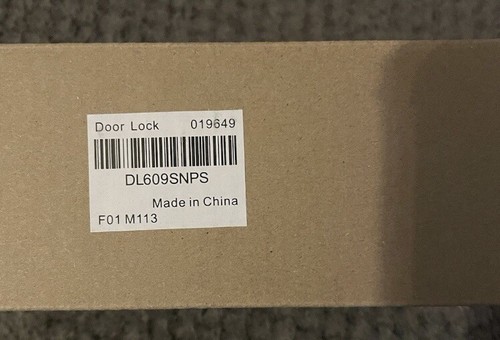 Door Lock 019649
DL609SNPS
Made in China
F01 M113